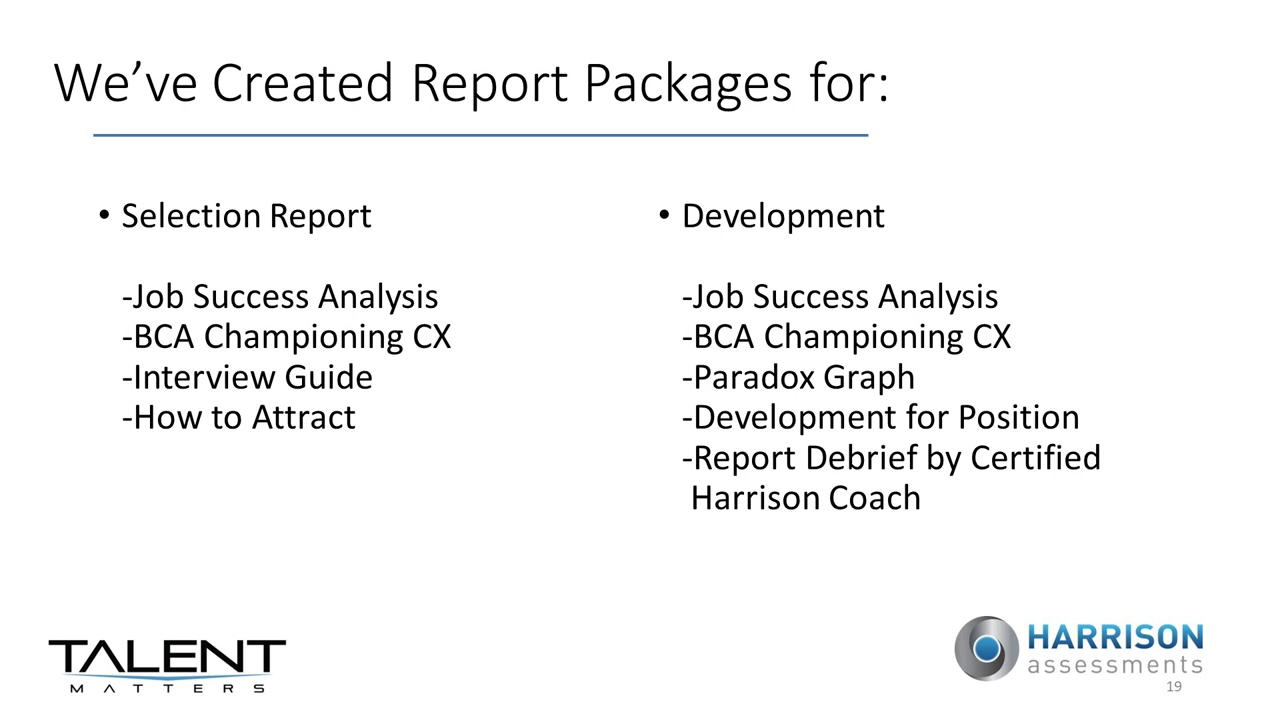 We’ve Created Report Packages for:
• Selection Report
-Job Success Analysis
-BCA Championing CX
-Interview Guide
-How to Attract
• Development
-Job Success Analysis
-BCA Championing CX
-Paradox Graph
-Development for Position
-Report Debrief by Certified
Harrison Coach
TALENT
MATTERS
HARRISON
assessments
19